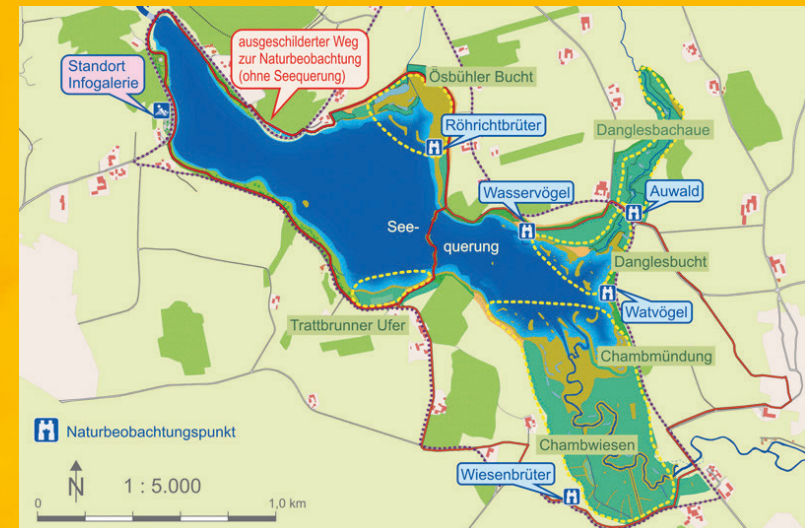 ausgeschilderter Weg
zur Naturbeobachtung
(ohne Seequerung)
Standort
Infogalerie
Ösbühler Bucht
Röhrichtbrüter
Danglesbachaue
Wasservögel
Auwald
See-
querung
Danglesbucht
Watvögel
Trattbrunner Ufer
Chambmündung
Naturbeobachtungspunkt
Chambwiesen
Wiesenbrüter
N
1 : 5.000
0
1,0 km